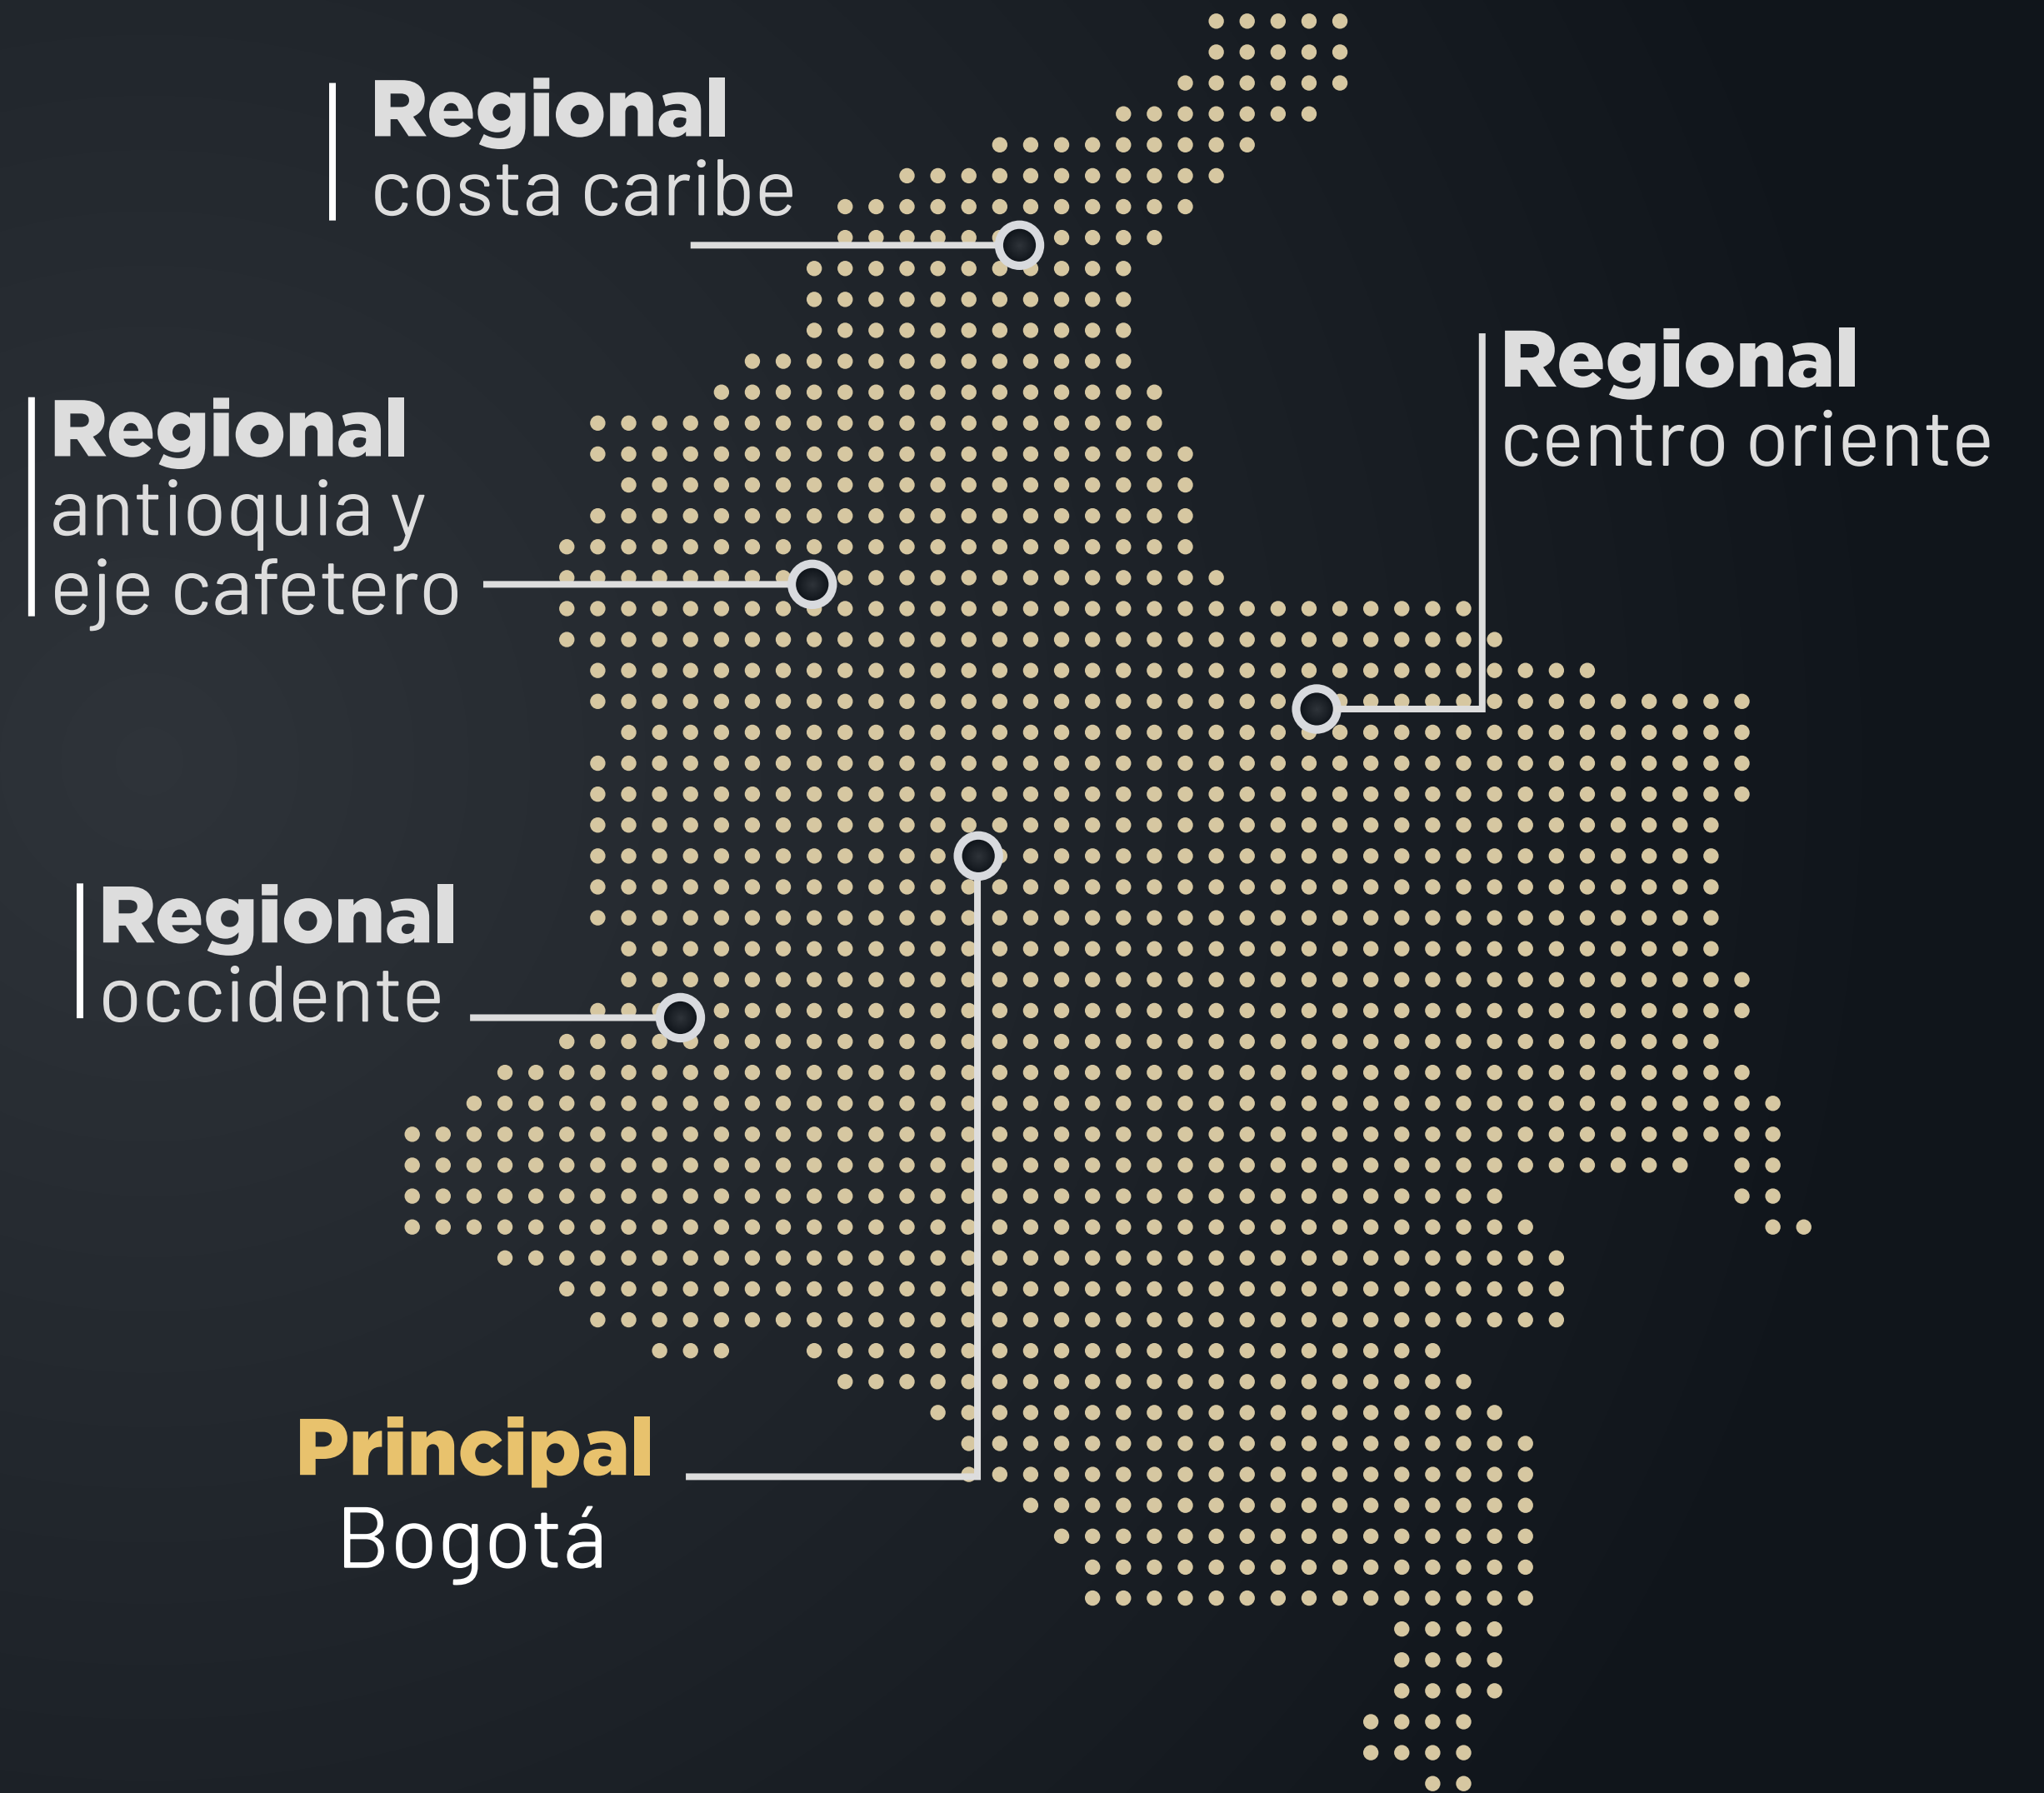 Regional
costa caribe
Regional
centro oriente
Regional
antioquia y
eje cafetero
Regional
occidente
Principal
Bogotá